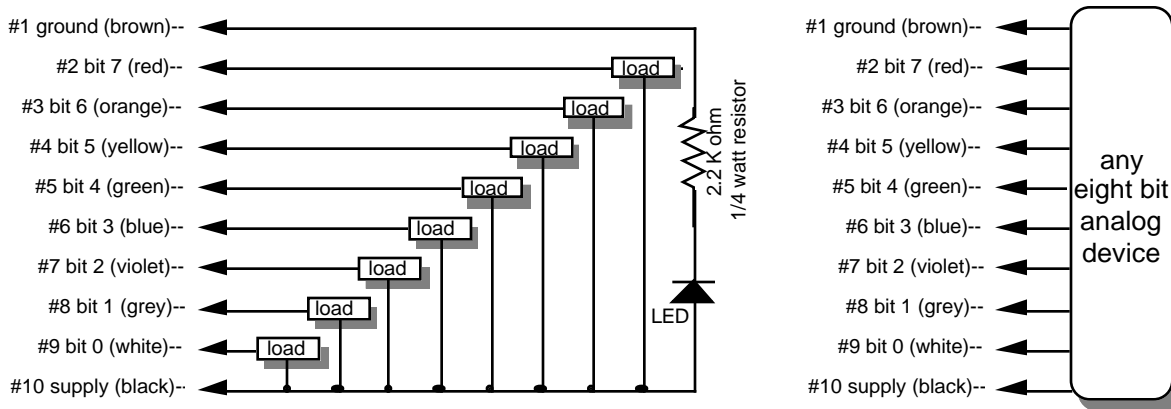 #1 ground (brown)--
#2 bit 7 (red)--
#3 bit 6 (orange)--
#4 bit 5 (yellow)--
#5 bit 4 (green)--
#6 bit 3 (blue)--
#7 bit 2 (violet)--
#8 bit 1 (grey)--
#9 bit 0 (white)--
#10 supply (black)--
load
load
load
load
load
load
load
load
2.2 K ohm
1/4 watt resistor
LED
#1 ground (brown)--
#2 bit 7 (red)--
#3 bit 6 (orange)--
#4 bit 5 (yellow)--
#5 bit 4 (green)--
#6 bit 3 (blue)--
#7 bit 2 (violet)--
#8 bit 1 (grey)--
#9 bit 0 (white)--
#10 supply (black)--
any
eight bit
analog
device